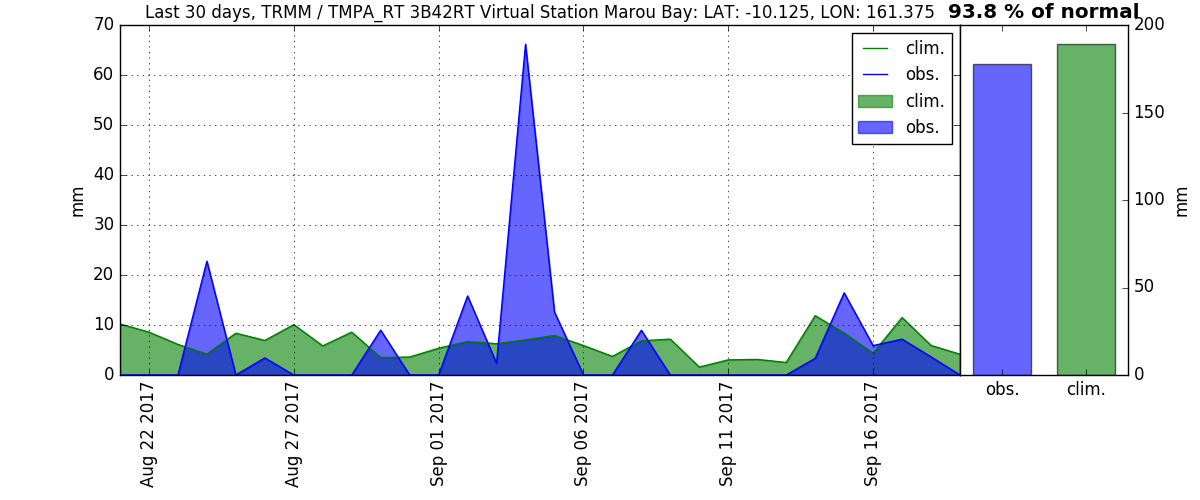 Last 30 days, TRMM / TMPA_RT 3B42RT Virtual Station Marou Bay: LAT: -10.125, LON: 161.375
93.8 % of normal
70
60
50
40
30
20
10
0
mm
clim.
obs.
clim.
obs.
Aug 22 2017
Aug 27 2017
Sep 01 2017
Sep 06 2017
Sep 11 2017
Sep 16 2017
200
150
100
50
0
mm
obs.
clim.